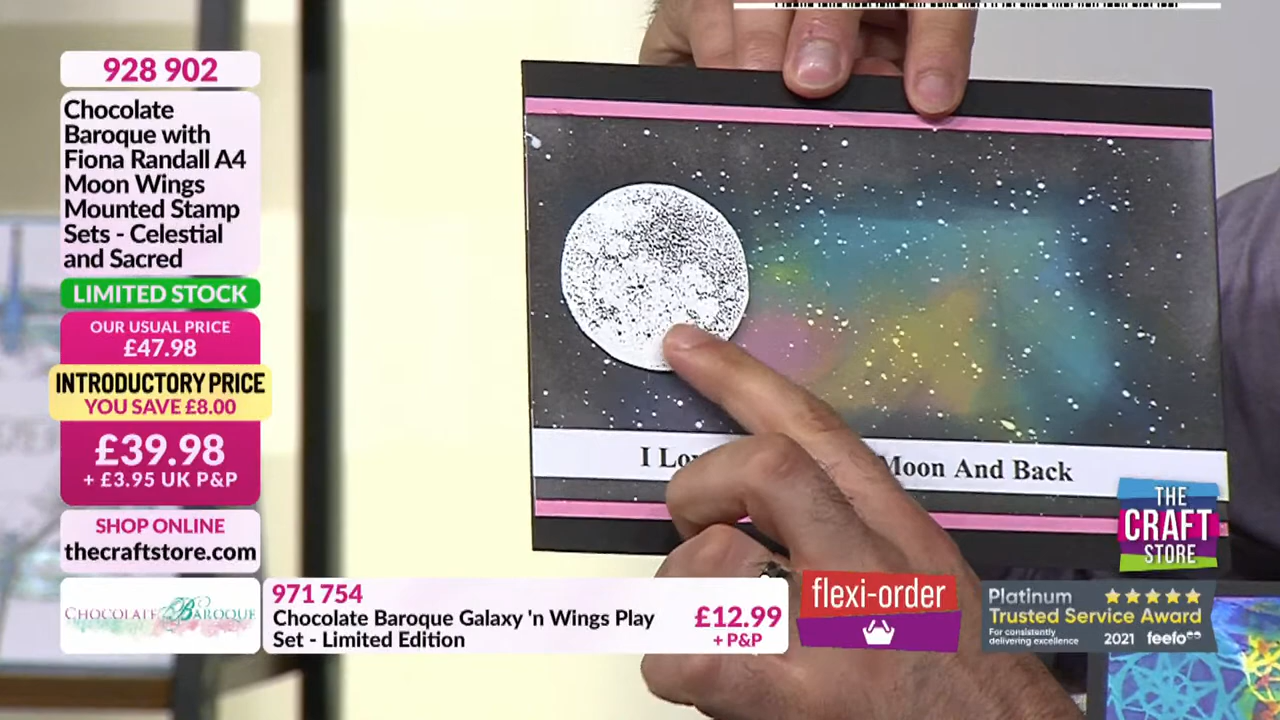 928 902
Chocolate
Baroque with
Fiona Randall A4
Moon Wings
Mounted Stamp
Sets - Celestial
and Sacred
LIMITED STOCK
OUR USUAL PRICE
£47.98
INTRODUCTORY PRICE
YOU SAVE £8.00
£39.98
+ £3.95 UK P&P
SHOP ONLINE
thecraftstore.com
I Lov Moon And Back
THE
CRAFT
STORE
CHOCOLATE BAROQUE
971 754
Chocolate Baroque Galaxy 'n Wings Play
Set - Limited Edition
£12.99
+ P&P
flexi-order
Platinum
Trusted Service Award
For consistently
delivering excellence
2021 feefo